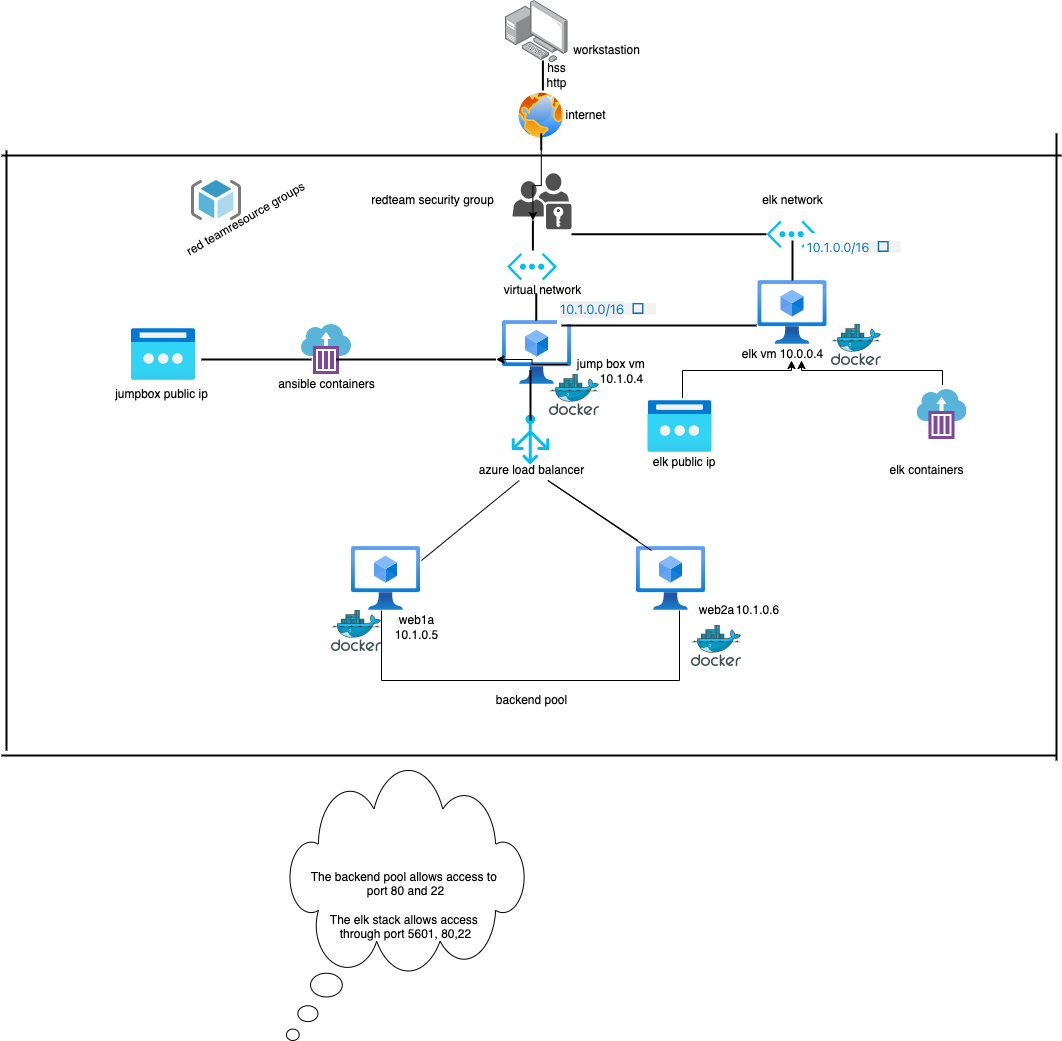 workstastion
hss
http
internet
red teamresource groups
redteam security group
elk network
10.1.0.0/16
virtual network
10.1.0.0/16
elk vm 10.0.0.4
docker
jump box vm
10.1.0.4
docker
jumpbox public ip
ansible containers
elk public ip
elk containers
azure load balancer
web1a
10.1.0.5
docker
web2a 10.1.0.6
docker
backend pool
The backend pool allows access to
port 80 and 22
The elk stack allows access
through port 5601, 80,22